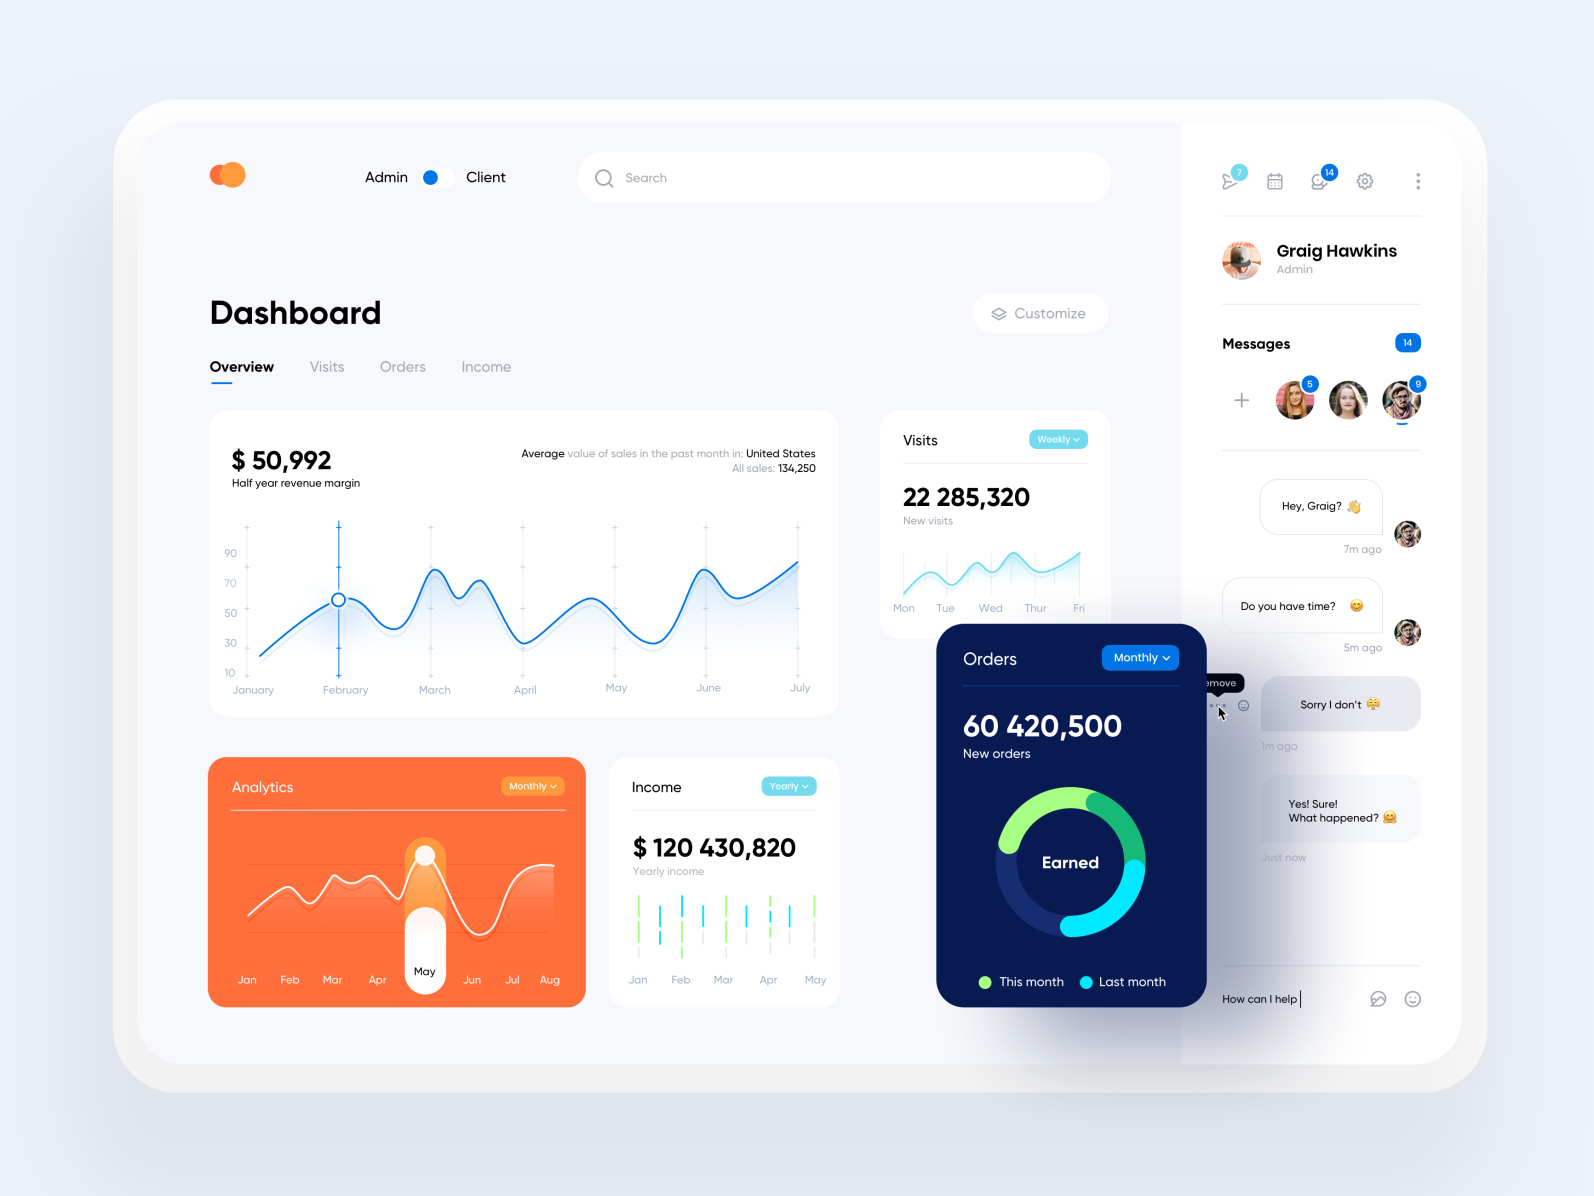 Admin
Client
Search
7
14
Graig Hawkins
Admin
Dashboard
Customize
Overview
Visits
Orders
Income
Messages
14
5
9
$ 50,992
Half year revenue margin
Average value of sales in the past month in: United States
All sales: 134,250
90
70
50
30
10
January
February
March
April
May
June
July
Visits
Weekly
22 285,320
New visits
Mon
Tue
Wed
Thur
Fri
Hey, Graig? 👋
7m ago
Do you have time? 😊
5m ago
emove
Sorry I don't
1m ago
Yes! Sure!
What happened? 🤗
Just now
How can I help
Orders
Monthly
60 420,500
New orders
Earned
This month
Last month
Analytics
Monthly
Jan
Feb
Mar
Apr
May
Jun
Jul
Aug
Income
Yearly
$ 120 430,820
Yearly income
Jan
Feb
Mar
Apr
May